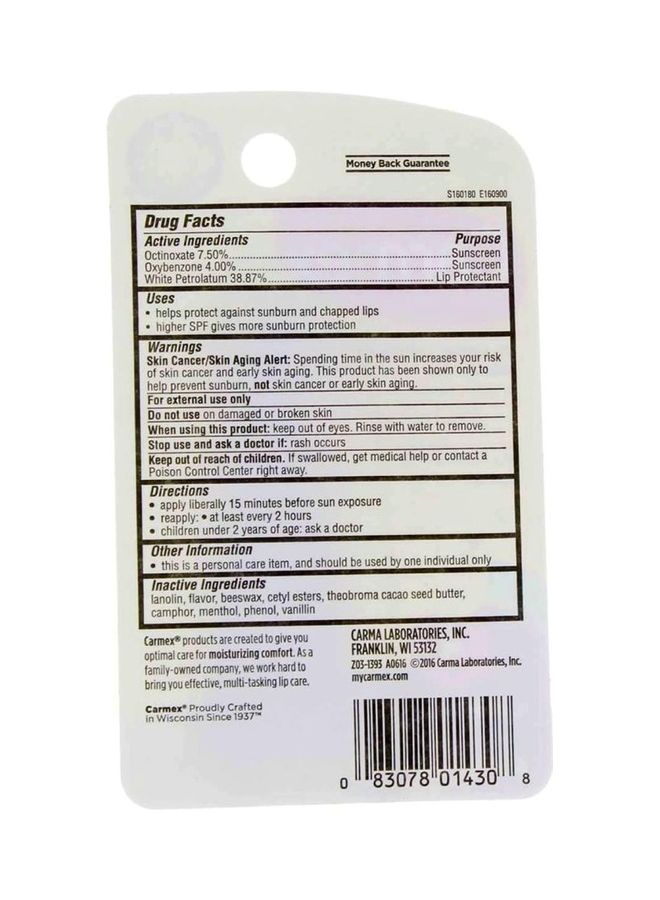 Money Back Guarantee
S160180 E160900
Drug Facts
Active Ingredients Purpose
Octinoxate 7.50%..........Sunscreen
Oxybenzone 4.00%..........Sunscreen
White Petrolatum 38.87%..........Lip Protectant
Uses
• helps protect against sunburn and chapped lips
• higher SPF gives more sunburn protection
Warnings
Skin Cancer/Skin Aging Alert: Spending time in the sun increases your risk
of skin cancer and early skin aging. This product has been shown only to
help prevent sunburn, not skin cancer or early skin aging.
For external use only
Do not use on damaged or broken skin
When using this product: keep out of eyes. Rinse with water to remove.
Stop use and ask a doctor if: rash occurs
Keep out of reach of children. If swallowed, get medical help or contact a
Poison Control Center right away.
Directions
• apply liberally 15 minutes before sun exposure
• reapply: • at least every 2 hours
• children under 2 years of age: ask a doctor
Other Information
• this is a personal care item, and should be used by one individual only
Inactive Ingredients
lanolin, flavor, beeswax, cetyl esters, theobroma cacao seed butter,
camphor, menthol, phenol, vanillin
Carmex® products are created to give you
optimal care for moisturizing comfort. As a
family-owned company, we work hard to
bring you effective, multi-tasking lip care.
Carmex® Proudly Crafted
in Wisconsin Since 1937™
CARMA LABORATORIES, INC.
FRANKLIN, WI 53132
Z03-1393 A0616 ©2016 Carma Laboratories, Inc.
mycarmex.com
0 83078 01430 8